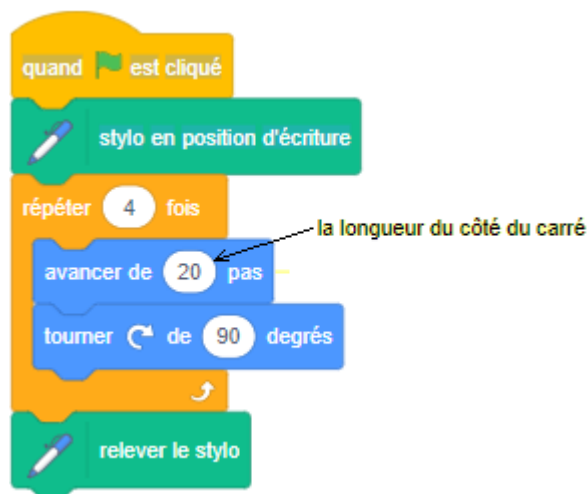 quand est cliqué
stylo en position d'écriture
répéter 4 fois
la longueur du côté du carré
avancer de 20 pas
tourner de 90 degrés
relever le stylo